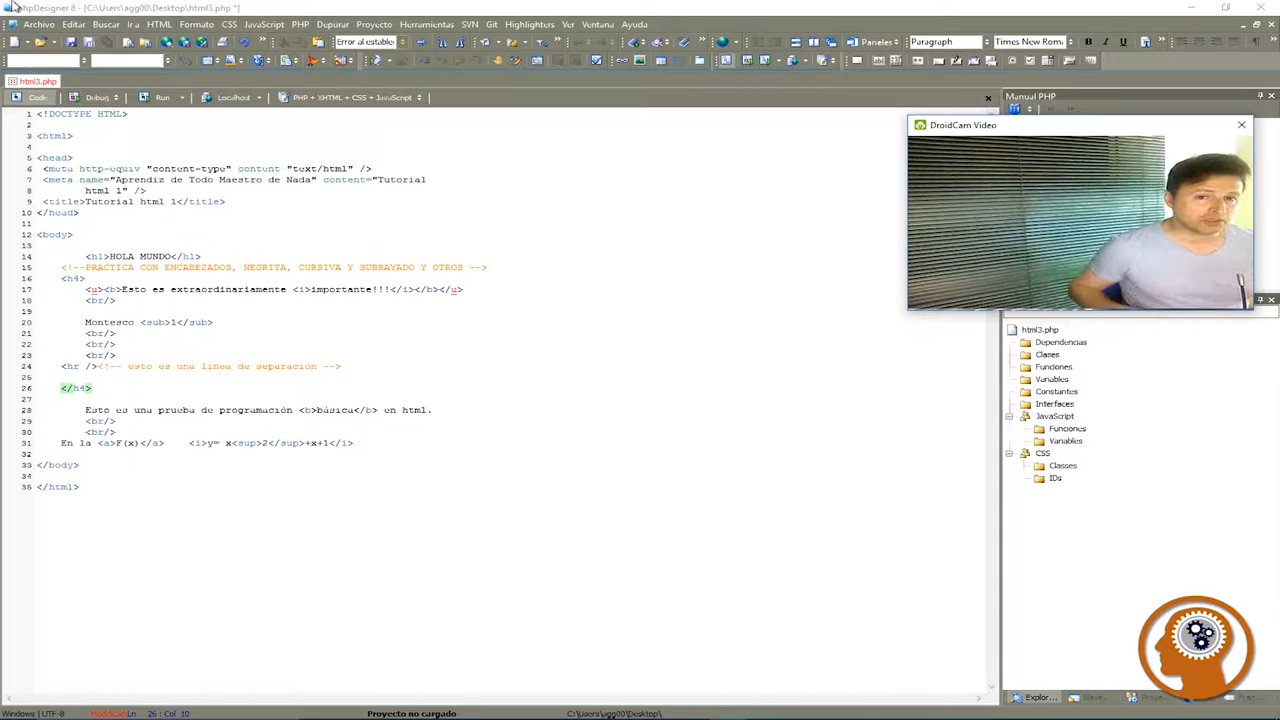 phpDesigner 8 - [C:\Users\agg00\Desktop\html3.php *]
Archivo Editar Buscar Ir a HTML Formato CSS JavaScript PHP Depurar Proyecto Herramientas SVN Git Highlighters Ver Ventana Ayuda
Error al estable
Paneles
Paragraph
Times New Rom
B I U
html3.php
Code Debug Run Localhost PHP + XHTML + CSS + JavaScript
1 <!DOCTYPE HTML>
2
3 <html>
4
5 <head>
6 <meta http-equiv "content-type" content "text/html" />
7 <meta name="Aprendiz de Todo Maestro de Nada" content="Tutorial
8 html 1" />
9 <title>Tutorial html 1</title>
10 </head>
11
12 <body>
13
14 <h1>HOLA MUNDO</h1>
15 <!--PRACTICA CON ENCABEZADOS, NEGRITA, CURSIVA Y SUBRAYADO Y OTROS -->
16 <h4>
17 <u><b>Esto es extraordinariamente <i>importante!!!</i></b></u>
18 <br/>
19
20 Montesco <sub>1</sub>
21 <br/>
22 <br/>
23 <br/>
24 <hr /><!-- esto es una linea de separacion -->
25
26 </h4>
27
28 Esto es una prueba de programación <b>básica</b> en html.
29 <br/>
30 <br/>
31 En la <a>F(x)</a> <i>y= x<sup>2</sup>+x+1</i>
32
33 </body>
34
35 </html>
Manual PHP
DroidCam Video
html3.php
Dependencias
Clases
Funciones
Variables
Constantes
Interfaces
JavaScript
Funciones
Variables
CSS
Classes
IDs
Explor...
Windows | UTF-8 Modificado Ln 26 : Col 10 Proyecto no cargado C:\Users\agg00\Desktop\